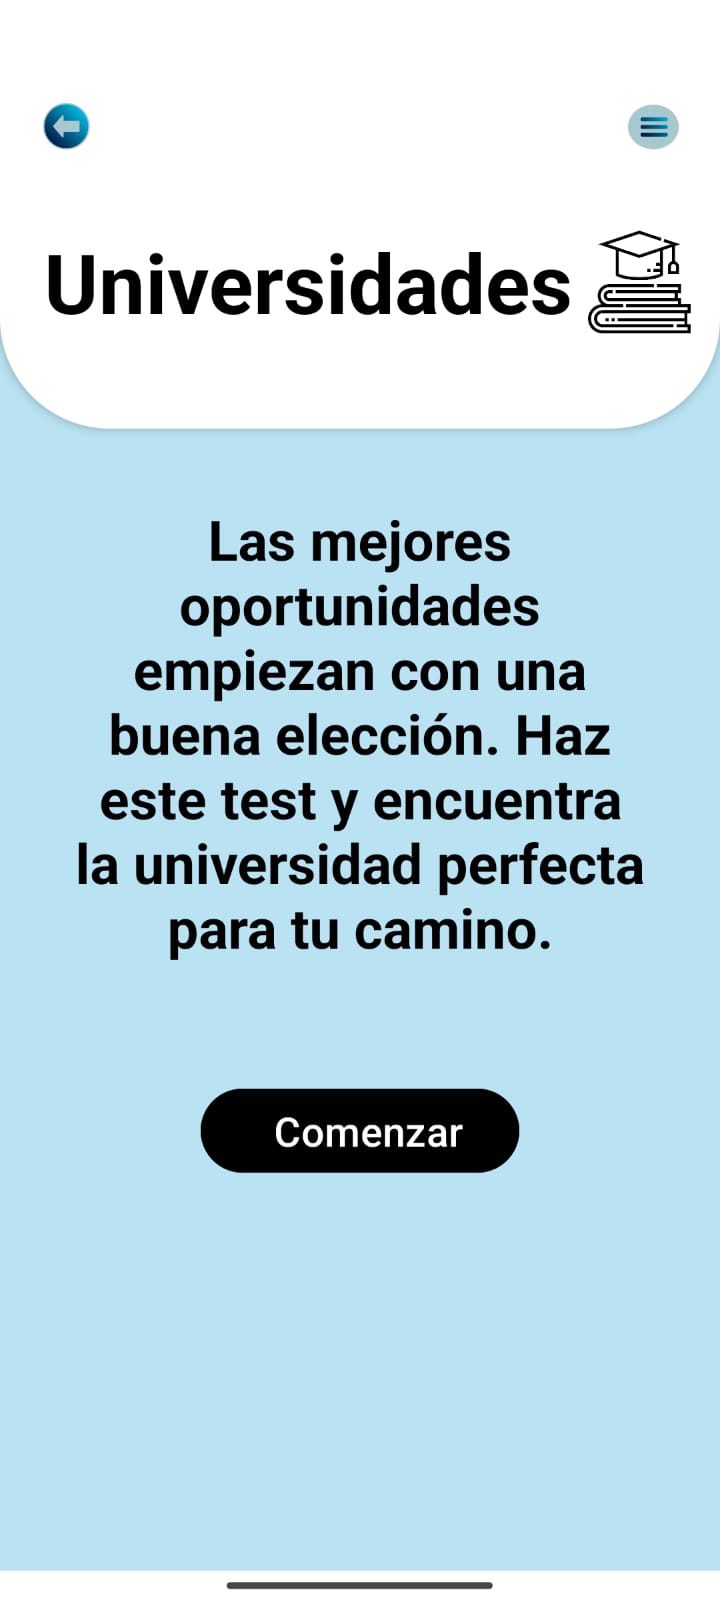 Universidades
Las mejores
oportunidades
empiezan con una
buena elección. Haz
este test y encuentra
la universidad perfecta
para tu camino.
Comenzar